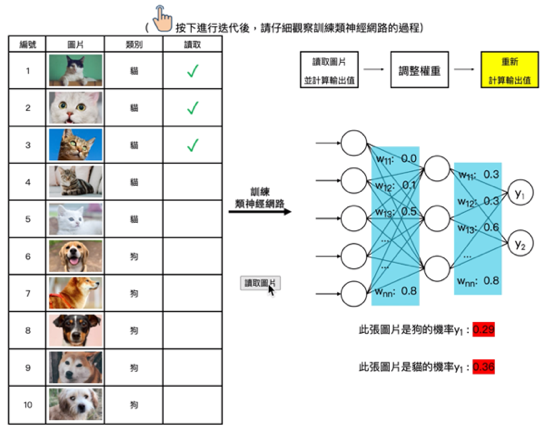 ( 按下進行迭代後，請仔細觀察訓練類神經網路的過程)
編號 圖片 類別 讀取
1 貓 ✓
2 貓 ✓
3 貓 ✓
4 貓
5 貓
6 狗
7 狗
8 狗
9 狗
10 狗
訓練
類神經網路
讀取圖片
讀取圖片
並計算輸出值
調整權重
重新
計算輸出值
w11: 0.0
w12: 0.1
w13: 0.5
...
...
wnn: 0.8
w11: 0.3
w12: 0.3
w13: 0.6
...
wnn: 0.8
y1
y2
此張圖片是狗的機率y1 : 0.29
此張圖片是貓的機率y1 : 0.36